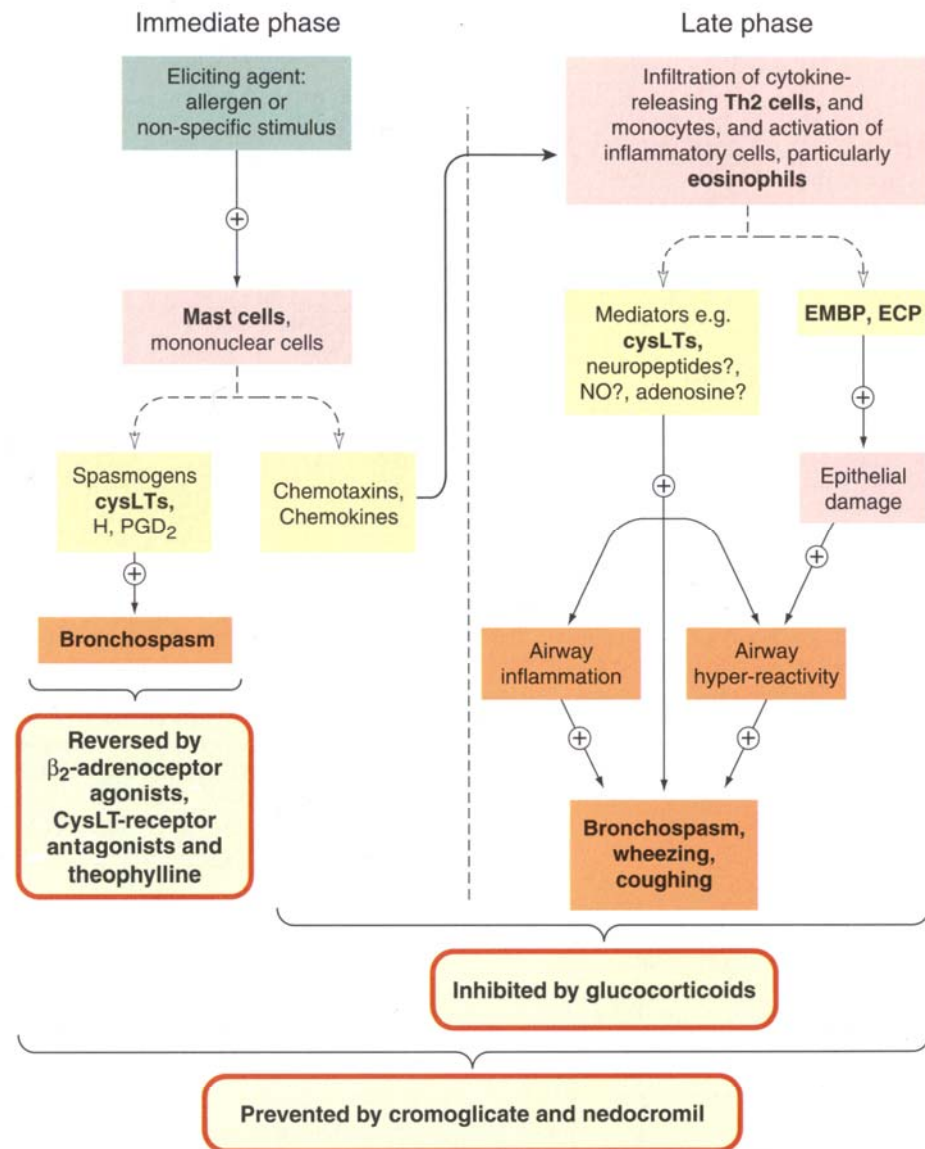 Immediate phase
Late phase
Eliciting agent:
allergen or
non-specific stimulus
Infiltration of cytokine-
releasing Th2 cells, and
monocytes, and activation of
inflammatory cells, particularly
eosinophils
+
Mast cells,
mononuclear cells
Mediators e.g.
cysLTs,
neuropeptides?,
NO?, adenosine?
EMBP, ECP
+
Spasmogens
cysLTs,
H, PGD₂
Chemotaxins,
Chemokines
+
Epithelial
damage
+
+
Bronchospasm
Airway
inflammation
Airway
hyper-reactivity
+
+
Reversed by
β₂-adrenoceptor
agonists,
CysLT-receptor
antagonists and
theophylline
Bronchospasm,
wheezing,
coughing
Inhibited by glucocorticoids
Prevented by cromoglicate and nedocromil